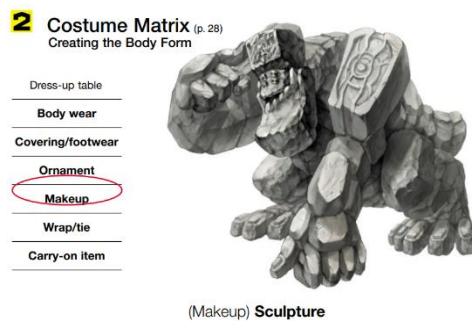 2 Costume Matrix (p. 28)
Creating the Body Form
Dress-up table
Body wear
Covering/footwear
Ornament
Makeup
Wrap/tie
Carry-on item
(Makeup) Sculpture